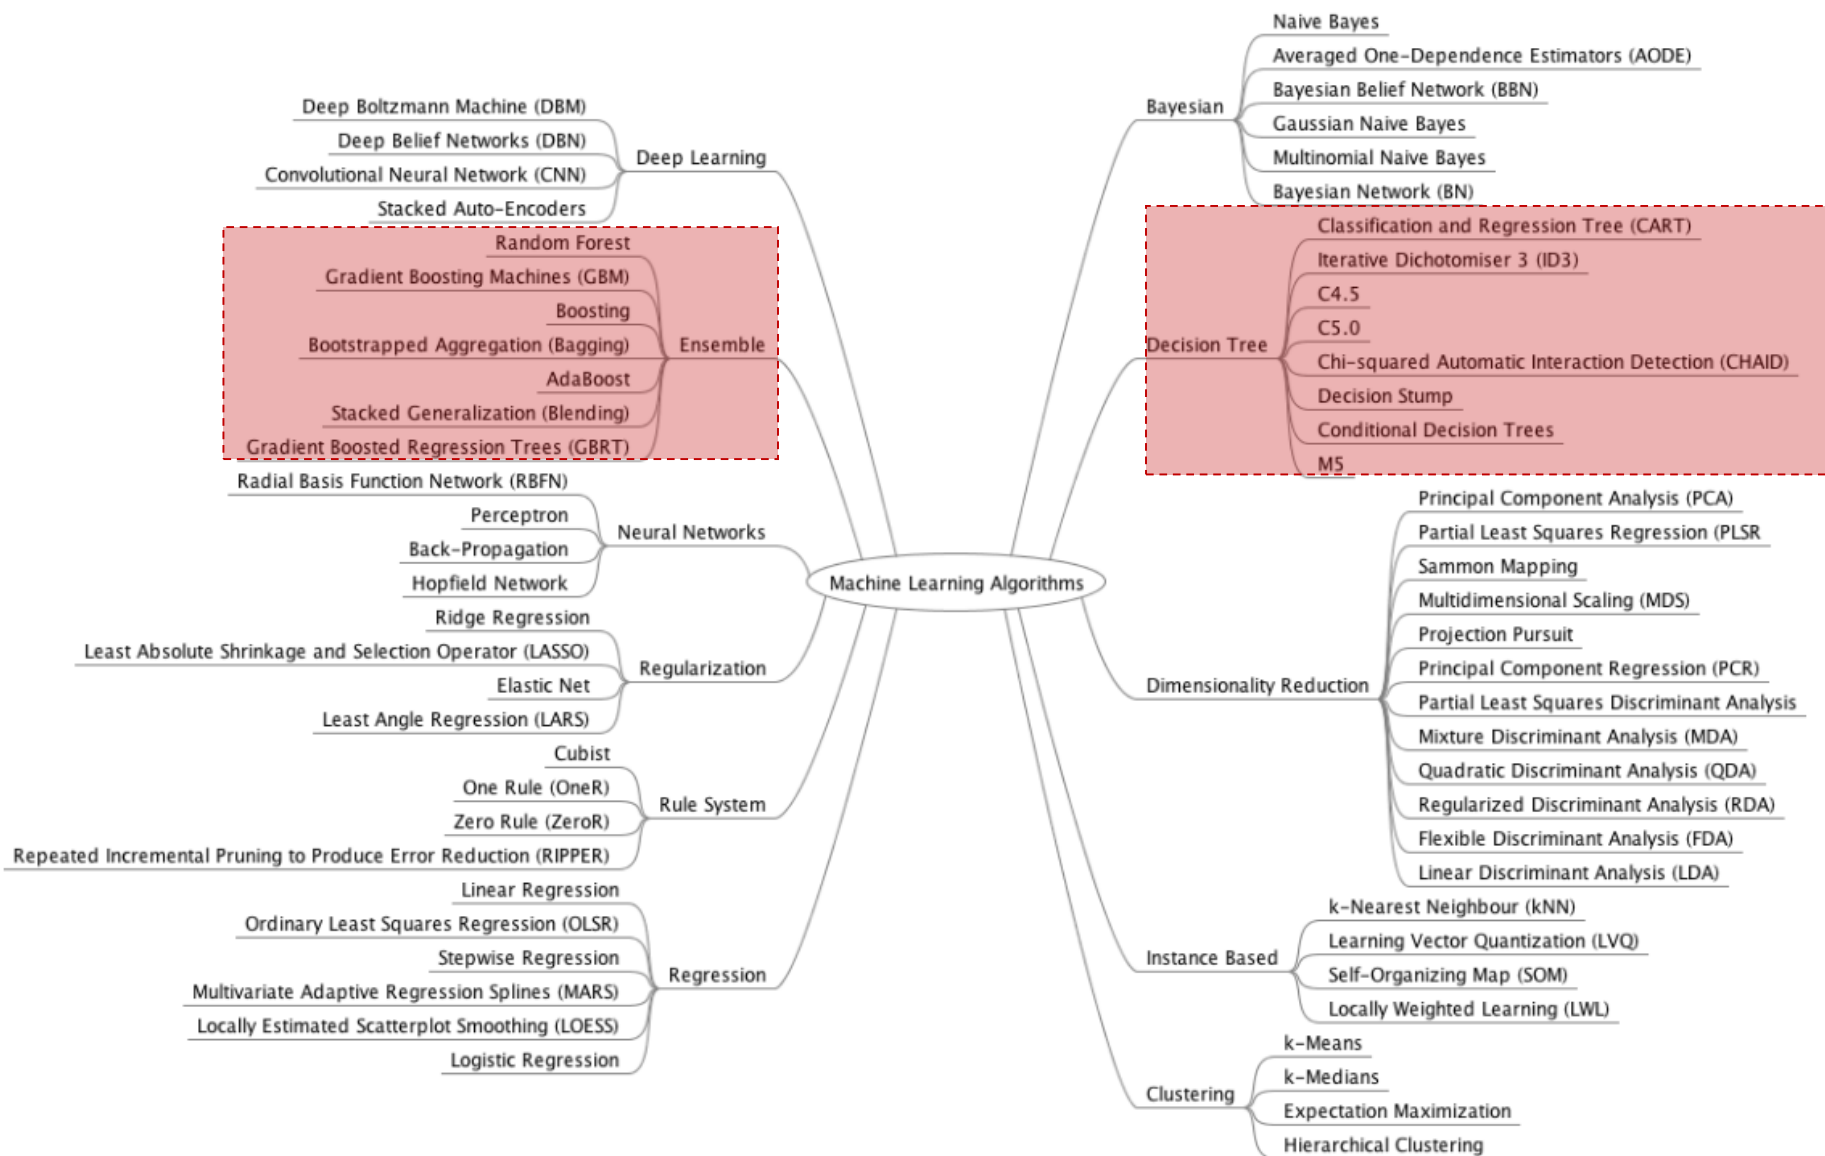 Deep Boltzmann Machine (DBM)
Deep Belief Networks (DBN)
Convolutional Neural Network (CNN)
Stacked Auto-Encoders
Deep Learning
Random Forest
Gradient Boosting Machines (GBM)
Boosting
Bootstrapped Aggregation (Bagging)
AdaBoost
Stacked Generalization (Blending)
Gradient Boosted Regression Trees (GBRT)
Ensemble
Radial Basis Function Network (RBFN)
Perceptron
Back-Propagation
Hopfield Network
Neural Networks
Ridge Regression
Least Absolute Shrinkage and Selection Operator (LASSO)
Elastic Net
Least Angle Regression (LARS)
Regularization
Cubist
One Rule (OneR)
Zero Rule (ZeroR)
Repeated Incremental Pruning to Produce Error Reduction (RIPPER)
Rule System
Linear Regression
Ordinary Least Squares Regression (OLSR)
Stepwise Regression
Multivariate Adaptive Regression Splines (MARS)
Locally Estimated Scatterplot Smoothing (LOESS)
Logistic Regression
Regression
Machine Learning Algorithms
Bayesian
Naive Bayes
Averaged One-Dependence Estimators (AODE)
Bayesian Belief Network (BBN)
Gaussian Naive Bayes
Multinomial Naive Bayes
Bayesian Network (BN)
Decision Tree
Classification and Regression Tree (CART)
Iterative Dichotomiser 3 (ID3)
C4.5
C5.0
Chi-squared Automatic Interaction Detection (CHAID)
Decision Stump
Conditional Decision Trees
M5
Dimensionality Reduction
Principal Component Analysis (PCA)
Partial Least Squares Regression (PLSR
Sammon Mapping
Multidimensional Scaling (MDS)
Projection Pursuit
Principal Component Regression (PCR)
Partial Least Squares Discriminant Analysis
Mixture Discriminant Analysis (MDA)
Quadratic Discriminant Analysis (QDA)
Regularized Discriminant Analysis (RDA)
Flexible Discriminant Analysis (FDA)
Linear Discriminant Analysis (LDA)
Instance Based
k-Nearest Neighbour (kNN)
Learning Vector Quantization (LVQ)
Self-Organizing Map (SOM)
Locally Weighted Learning (LWL)
Clustering
k-Means
k-Medians
Expectation Maximization
Hierarchical Clustering